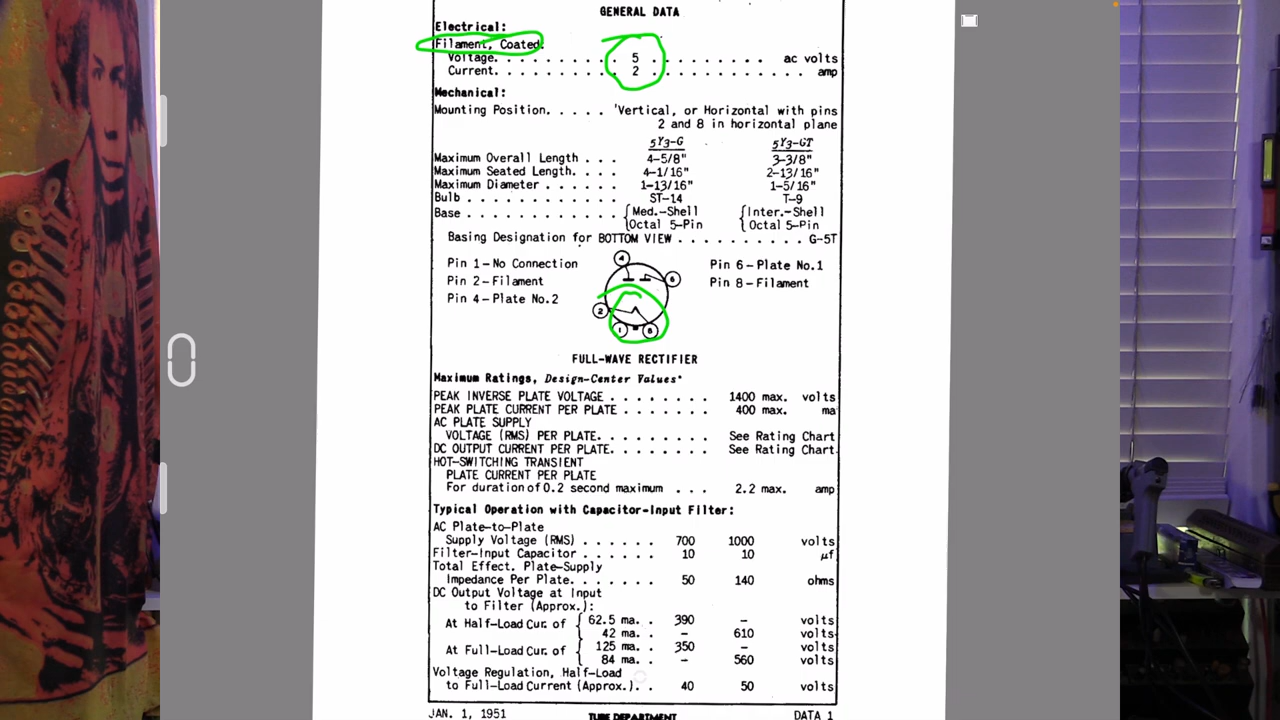 GENERAL DATA
Electrical:
Filament, Coated:
Voltage. . . . . . . . . . 5 . . . . . . . . ac volts
Current. . . . . . . . . . 2 . . . . . . . . . . . . amp
Mechanical:
Mounting Position. . . . . Vertical, or Horizontal with pins
2 and 8 in horizontal plane
5Y3-G 5Y3-GT
Maximum Overall Length . . . 4-5/8" 3-3/8"
Maximum Seated Length. . . . 4-1/16" 2-13/16"
Maximum Diameter . . . . . . 1-13/16" 1-5/16"
Bulb . . . . . . . . . . . . ST-14 T-9
Base . . . . . . . . . . . . { Med.-Shell { Inter.-Shell
Octal 5-Pin Octal 5-Pin
Basing Designation for BOTTOM VIEW . . . . . . . . . . G-5T
Pin 1-No Connection
Pin 2-Filament
Pin 4-Plate No.2
4
6
2
1 8
Pin 6-Plate No.1
Pin 8-Filament
FULL-WAVE RECTIFIER
Maximum Ratings, Design-Center Values*
PEAK INVERSE PLATE VOLTAGE . . . . . . . . 1400 max. volts
PEAK PLATE CURRENT PER PLATE . . . . . . . 400 max. ma
AC PLATE SUPPLY
VOLTAGE (RMS) PER PLATE. . . . . . . . . See Rating Chart
DC OUTPUT CURRENT PER PLATE. . . . . . . . See Rating Chart
HOT-SWITCHING TRANSIENT
PLATE CURRENT PER PLATE
For duration of 0.2 second maximum . . . 2.2 max. amp
Typical Operation with Capacitor-Input Filter:
AC Plate-to-Plate
Supply Voltage (RMS) . . . . . . 700 1000 volts
Filter-Input Capacitor . . . . . . 10 10 µf
Total Effect. Plate-Supply
Impedance Per Plate. . . . . . . 50 140 ohms
DC Output Voltage at Input
to Filter (Approx.):
At Half-Load Cur. of { 62.5 ma. . 390 - volts
42 ma. . - 610 volts
At Full-Load Cur. of { 125 ma. . 350 - volts
84 ma. . - 560 volts
Voltage Regulation, Half-Load
to Full-Load Current (Approx.). . 40 50 volts
JAN. 1, 1951 TUBE DEPARTMENT DATA 1